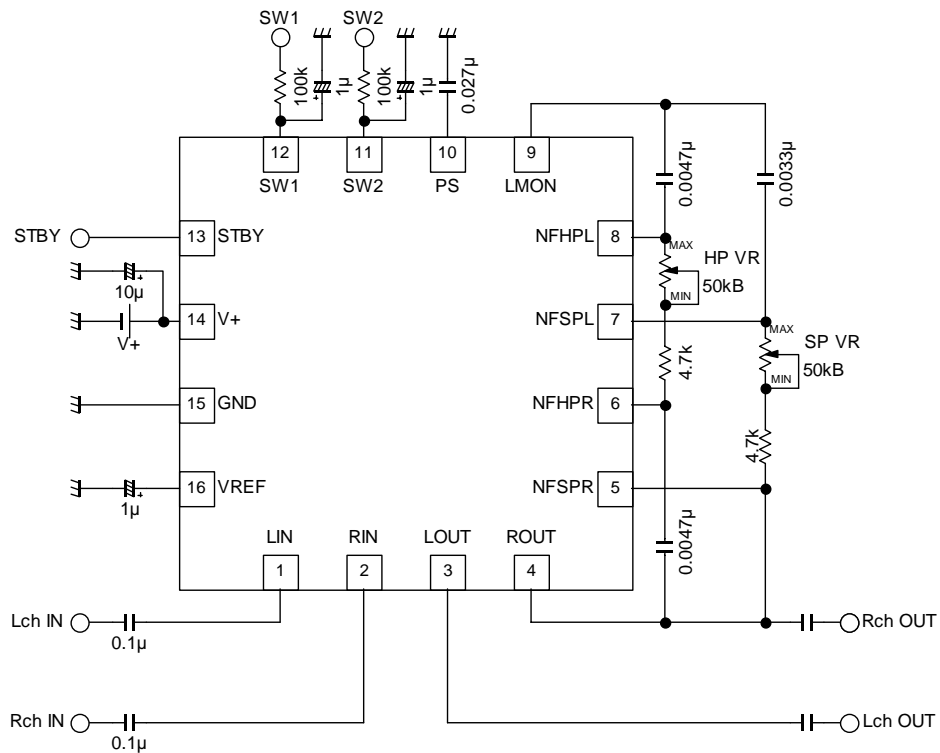 SW1 SW2
100k
1µ
+
100k
1µ
+
0.027µ
12 11 10 9
SW1 SW2 PS LMON
0.0047µ
0.0033µ
STBY
13 STBY
NFHPL 8
MAX
HP VR
50kB
MIN
+
10µ
V+
14 V+
NFSPL 7
MAX
SP VR
50kB
MIN
4.7k
15 GND
NFHPR 6
4.7k
+
1µ
16 VREF
NFSPR 5
0.0047µ
LIN RIN LOUT ROUT
1 2 3 4
Lch IN
0.1µ
Rch OUT
Rch IN
0.1µ
Lch OUT